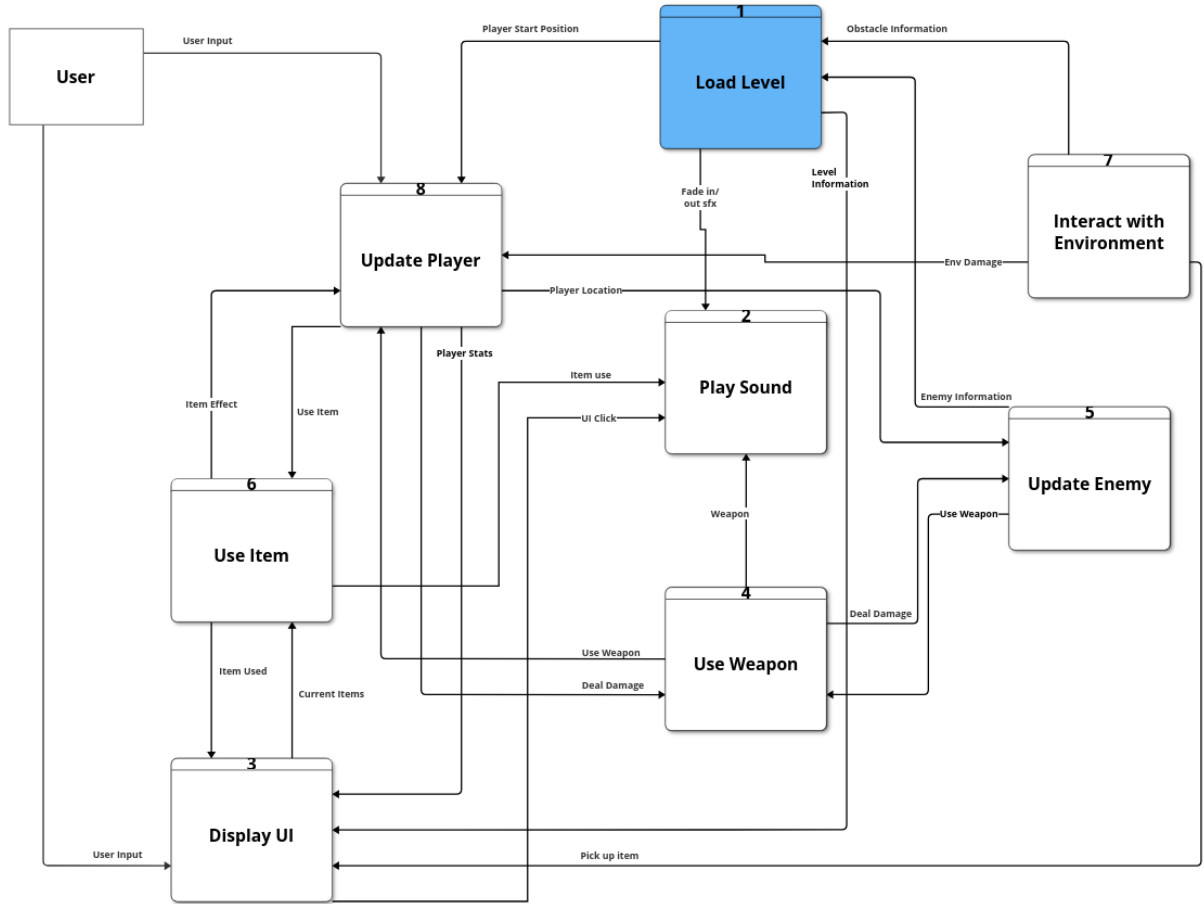 1
Player Start Position
Obstacle Information
User Input
User
Load Level
7
Level
Information
8
Fade in/
out sfx
Interact with
Environment
Update Player
Env Damage
Player Location
2
Player Stats
Item use
Play Sound
Enemy Information
Item Effect
Use Item
UI Click
5
6
Update Enemy
Weapon
Use Weapon
Use Item
4
Deal Damage
Use Weapon
Use Weapon
Item Used
Deal Damage
Current Items
3
Display UI
User Input
Pick up item